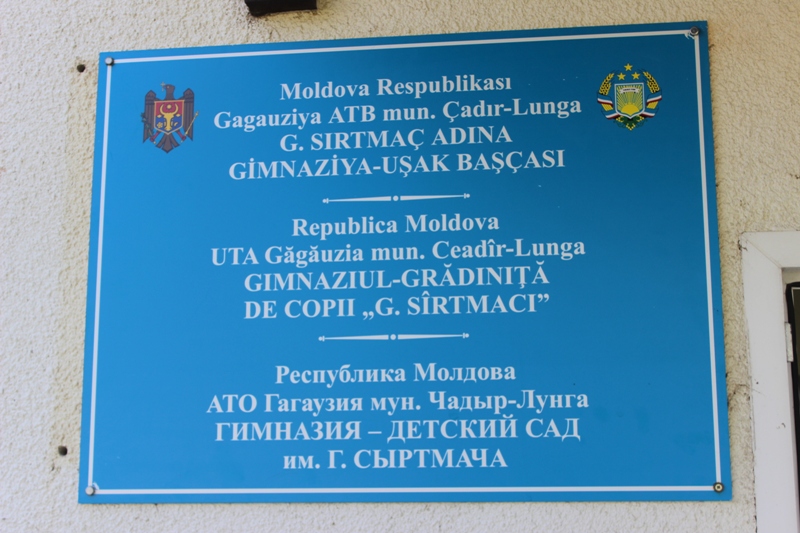 Moldova Respublikası
Gagauziya ATB mun. Çadır-Lunga
G. SIRTMAÇ ADINA
GİMNAZİYA-UŞAK BAŞÇASI
Republica Moldova
UTA Găgăuzia mun. Ceadîr-Lunga
GIMNAZIUL-GRĂDINIŢĂ
DE COPII „G. SÎRTMACI”
Республика Молдова
АТО Гагаузия мун. Чадыр-Лунга
ГИМНАЗИЯ – ДЕТСКИЙ САД
им. Г. СЫРТМАЧА